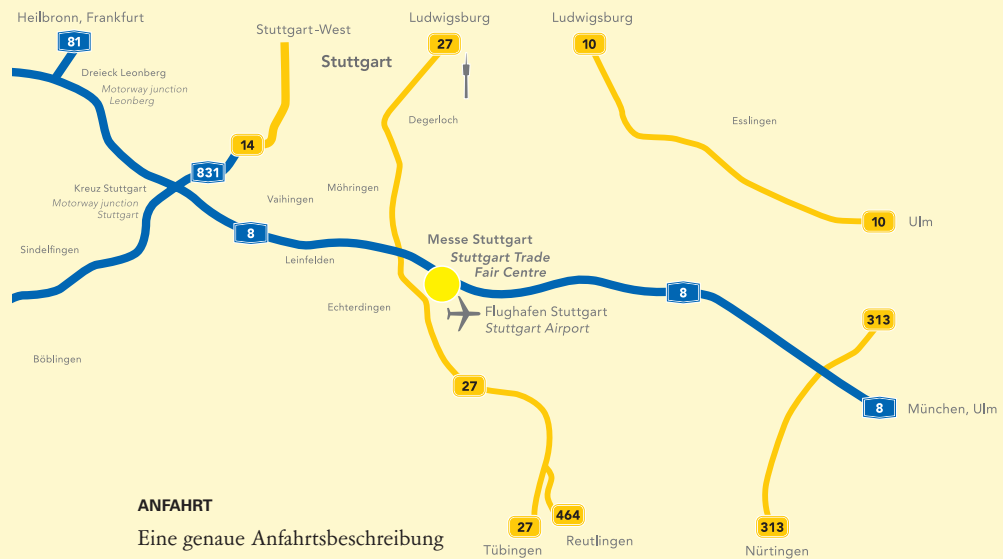 Heilbronn, Frankfurt
Ludwigsburg
Ludwigsburg
81
Stuttgart-West
27
10
Stuttgart
Dreieck Leonberg
Motorway junction
Leonberg
Degerloch
Esslingen
14
831
Kreuz Stuttgart
Motorway junction
Stuttgart
Möhringen
Vaihingen
10
Ulm
8
Messe Stuttgart
Stuttgart Trade
Fair Centre
Sindelfingen
Leinfelden
8
Echterdingen
Flughafen Stuttgart
Stuttgart Airport
313
Böblingen
27
8
München, Ulm
ANFAHRT
Eine genaue Anfahrtsbeschreibung
27
464
313
Tübingen
Reutlingen
Nürtingen